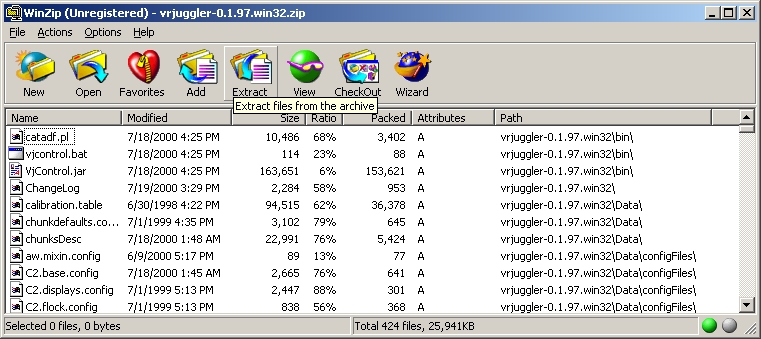 WinZip (Unregistered) - vrjuggler-0.1.97.win32.zip
File Actions Options Help
New Open Favorites Add Extract View CheckOut Wizard
Extract files from the archive
Name Modified Size Ratio Packed Attributes Path
catadf.pl 7/18/2000 4:25 PM 10,486 68% 3,402 A vrjuggler-0.1.97.win32\bin\
vjcontrol.bat 7/18/2000 4:25 PM 114 23% 88 A vrjuggler-0.1.97.win32\bin\
VjControl.jar 7/18/2000 4:25 PM 163,651 6% 153,621 A vrjuggler-0.1.97.win32\bin\
ChangeLog 7/19/2000 3:29 PM 2,284 58% 953 A vrjuggler-0.1.97.win32\
calibration.table 6/30/1998 4:22 PM 94,515 62% 36,378 A vrjuggler-0.1.97.win32\Data\
chunkdefaults.co... 7/1/1999 4:35 PM 3,102 79% 645 A vrjuggler-0.1.97.win32\Data\
chunksDesc 7/18/2000 1:48 AM 22,991 76% 5,424 A vrjuggler-0.1.97.win32\Data\
aw.mixin.config 6/9/2000 5:17 PM 89 13% 77 A vrjuggler-0.1.97.win32\Data\configFiles\
C2.base.config 7/18/2000 1:45 AM 2,665 76% 641 A vrjuggler-0.1.97.win32\Data\configFiles\
C2.displays.config 7/1/1999 5:13 PM 2,447 88% 301 A vrjuggler-0.1.97.win32\Data\configFiles\
C2.flock.config 7/1/1999 5:13 PM 838 56% 368 A vrjuggler-0.1.97.win32\Data\configFiles\
Selected 0 files, 0 bytes Total 424 files, 25,941KB